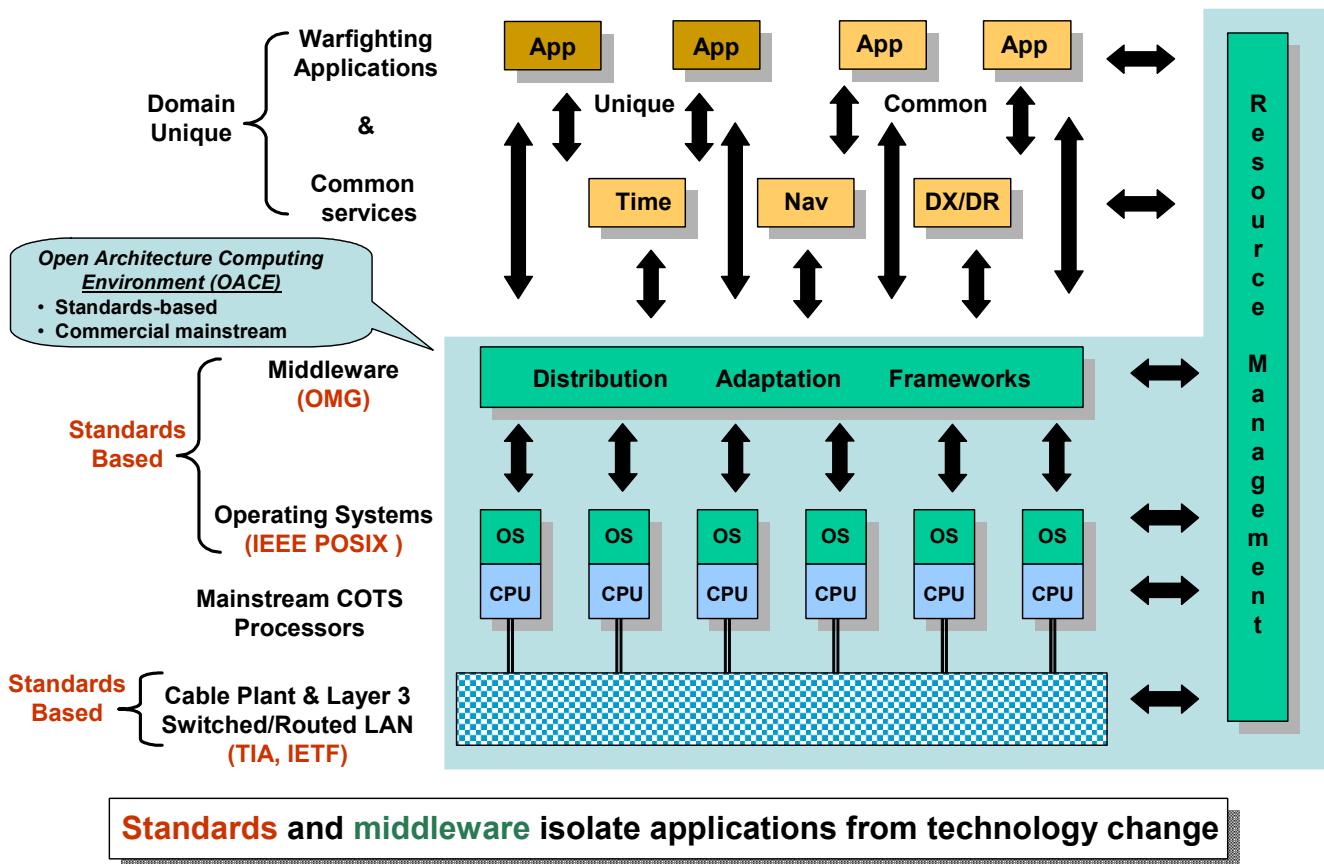 Warfighting
Applications
&
Common
services
Domain
Unique
App
App
App
App
Unique
Common
Time
Nav
DX/DR
Open Architecture Computing
Environment (OACE)
• Standards-based
• Commercial mainstream
Middleware
(OMG)
Distribution Adaptation Frameworks
Standards
Based
Operating Systems
(IEEE POSIX )
OS
OS
OS
OS
OS
OS
CPU
CPU
CPU
CPU
CPU
CPU
Mainstream COTS
Processors
Standards
Based
Cable Plant & Layer 3
Switched/Routed LAN
(TIA, IETF)
Resource Management
Standards and middleware isolate applications from technology change